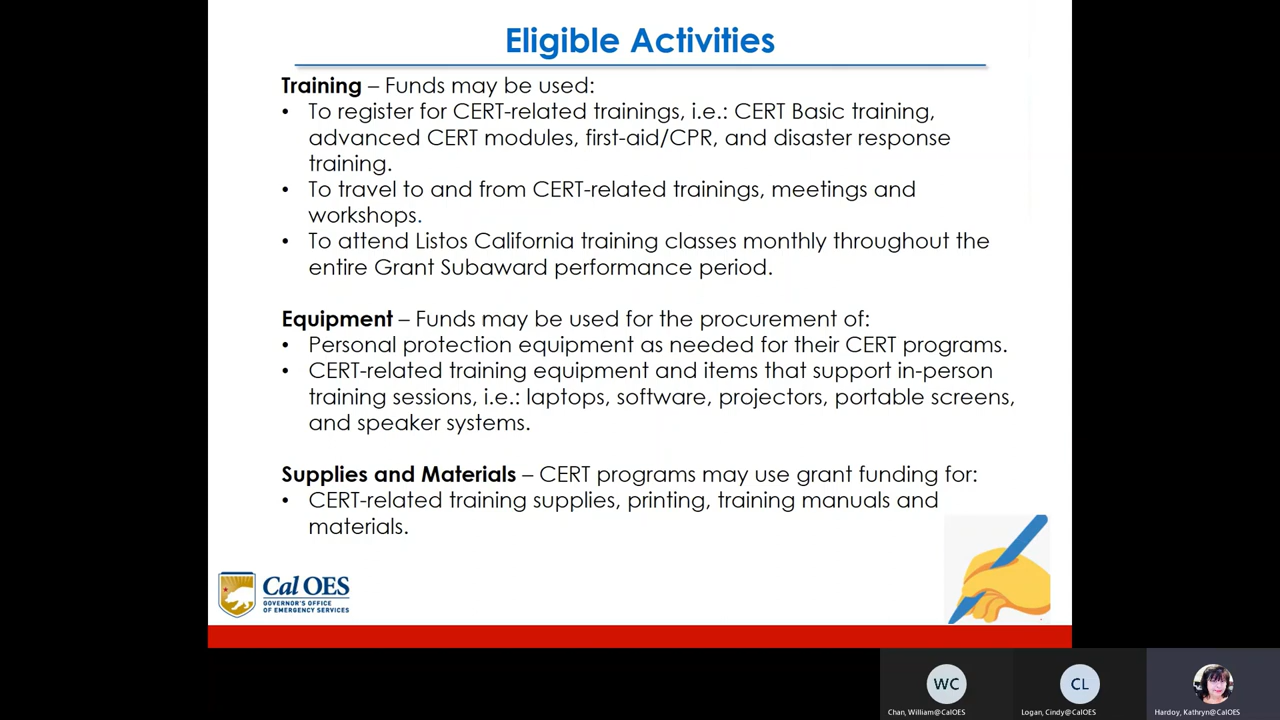 Eligible Activities
Training – Funds may be used:
• To register for CERT-related trainings, i.e.: CERT Basic training,
advanced CERT modules, first-aid/CPR, and disaster response
training.
• To travel to and from CERT-related trainings, meetings and
workshops.
• To attend Listos California training classes monthly throughout the
entire Grant Subaward performance period.
Equipment – Funds may be used for the procurement of:
• Personal protection equipment as needed for their CERT programs.
• CERT-related training equipment and items that support in-person
training sessions, i.e.: laptops, software, projectors, portable screens,
and speaker systems.
Supplies and Materials – CERT programs may use grant funding for:
• CERT-related training supplies, printing, training manuals and
materials.
Cal OES
GOVERNOR'S OFFICE
OF EMERGENCY SERVICES
WC
CL
Chan, William@CalOES
Logan, Cindy@CalOES
Hardoy, Kathryn@CalOES